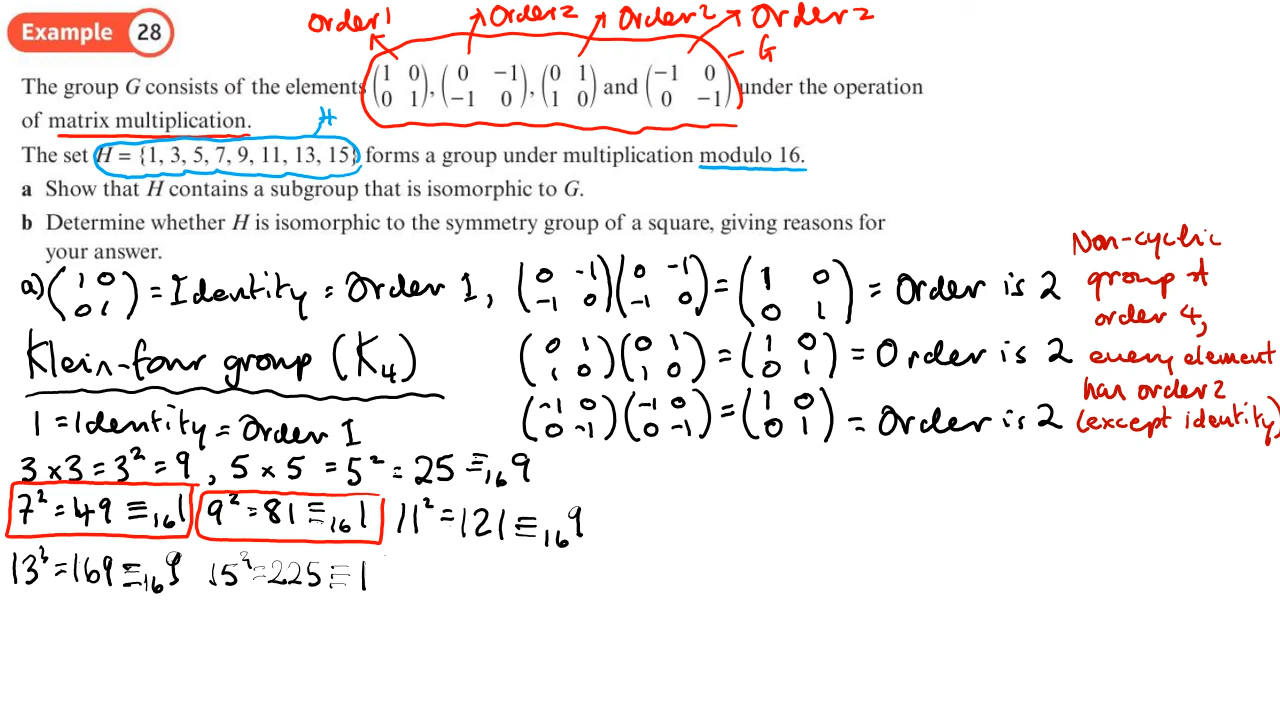 Order 1 Order 2 Order 2 Order 2
Example 28
G
The group G consists of the elements (1 0 / 0 1), (0 −1 / −1 0), (0 1 / 1 0) and (−1 0 / 0 −1) under the operation
of matrix multiplication.
H
The set H = {1, 3, 5, 7, 9, 11, 13, 15} forms a group under multiplication modulo 16.
a Show that H contains a subgroup that is isomorphic to G.
b Determine whether H is isomorphic to the symmetry group of a square, giving reasons for
your answer.
a) (1 0 / 0 1) = Identity = Order 1, (0 -1 / -1 0)(0 -1 / -1 0) = (1 0 / 0 1) = Order is 2
Klein-four group (K₄)
(0 1 / 1 0)(0 1 / 1 0) = (1 0 / 0 1) = Order is 2
(-1 0 / 0 -1)(-1 0 / 0 -1) = (1 0 / 0 1) = Order is 2
Non-cyclic
group of
order 4,
every element
has order 2
(except identity)
1 = Identity = Order 1
3 × 3 = 3² = 9, 5 × 5 = 5² = 25 ≡₁₆ 9
7² = 49 ≡₁₆ 1 9² = 81 ≡₁₆ 1 11² = 121 ≡₁₆ 9
13² = 169 ≡₁₆ 9 15² = 225 ≡ 1